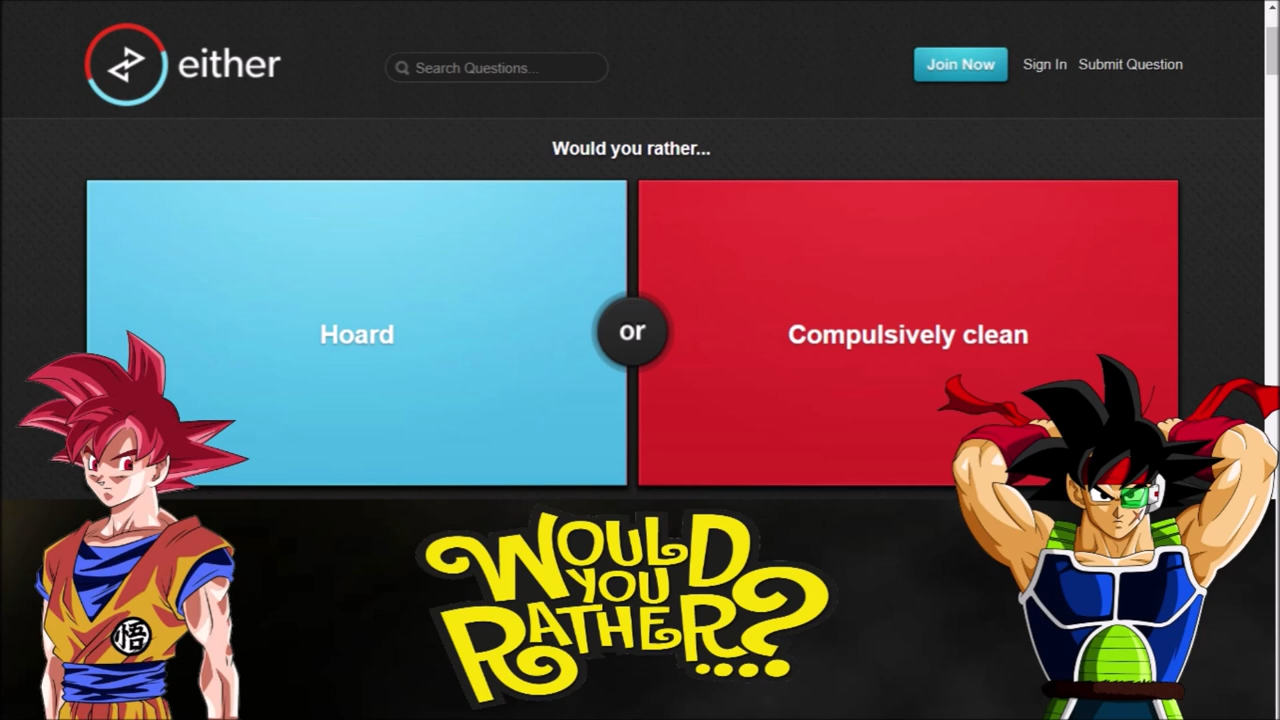 either
Search Questions...
Join Now
Sign In
Submit Question
Would you rather...
Hoard
or
Compulsively clean
WOULD
YOU
RATHER....?
悟